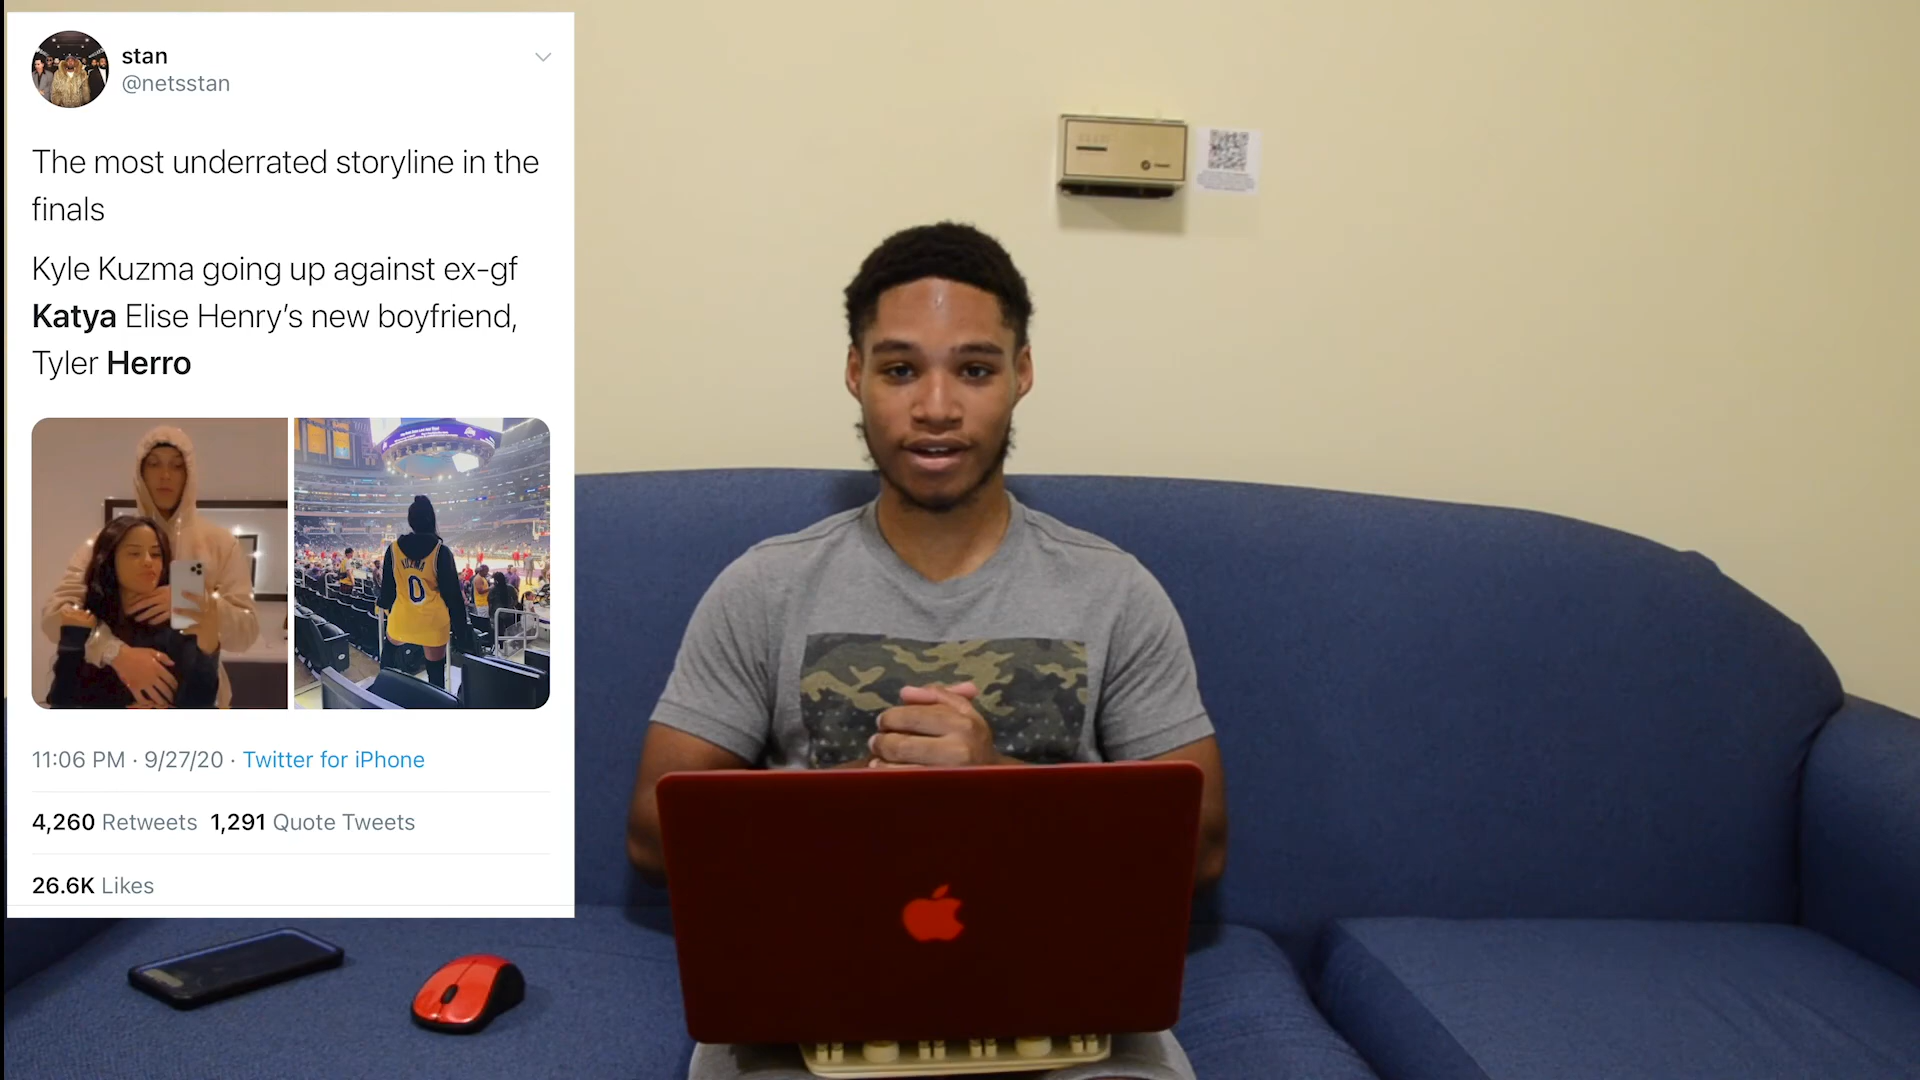 stan
@netsstan
The most underrated storyline in the
finals
Kyle Kuzma going up against ex-gf
Katya Elise Henry’s new boyfriend,
Tyler Herro
KUZMA
0
11:06 PM · 9/27/20 · Twitter for iPhone
4,260 Retweets 1,291 Quote Tweets
26.6K Likes